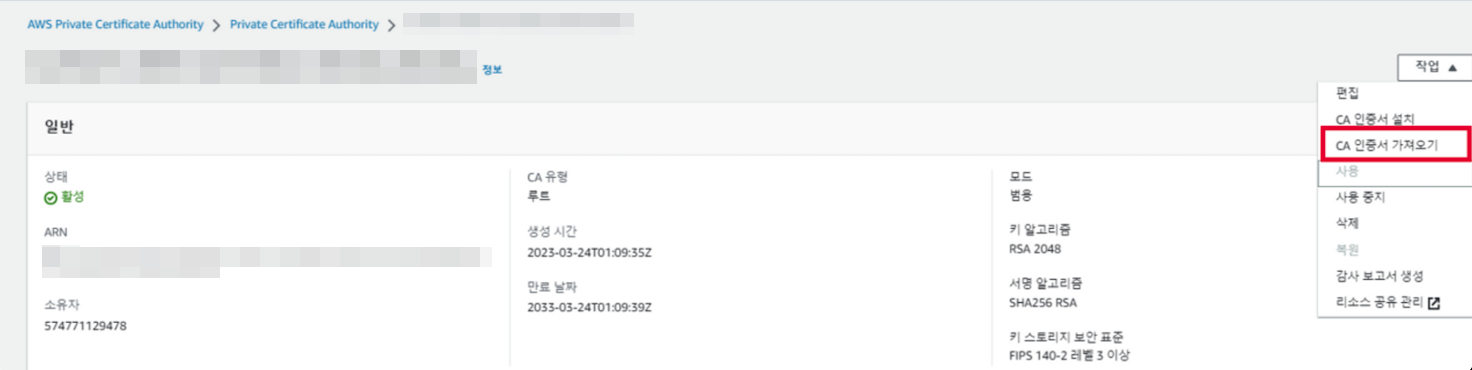 AWS Private Certificate Authority > Private Certificate Authority >
정보
작업 ▲
편집
CA 인증서 설치
CA 인증서 가져오기
사용
사용 중지
삭제
복원
감사 보고서 생성
리소스 공유 관리
일반
상태
활성
ARN
소유자
574771129478
CA 유형
루트
생성 시간
2023-03-24T01:09:35Z
만료 날짜
2033-03-24T01:09:39Z
모드
범용
키 알고리즘
RSA 2048
서명 알고리즘
SHA256 RSA
키 스토리지 보안 표준
FIPS 140-2 레벨 3 이상